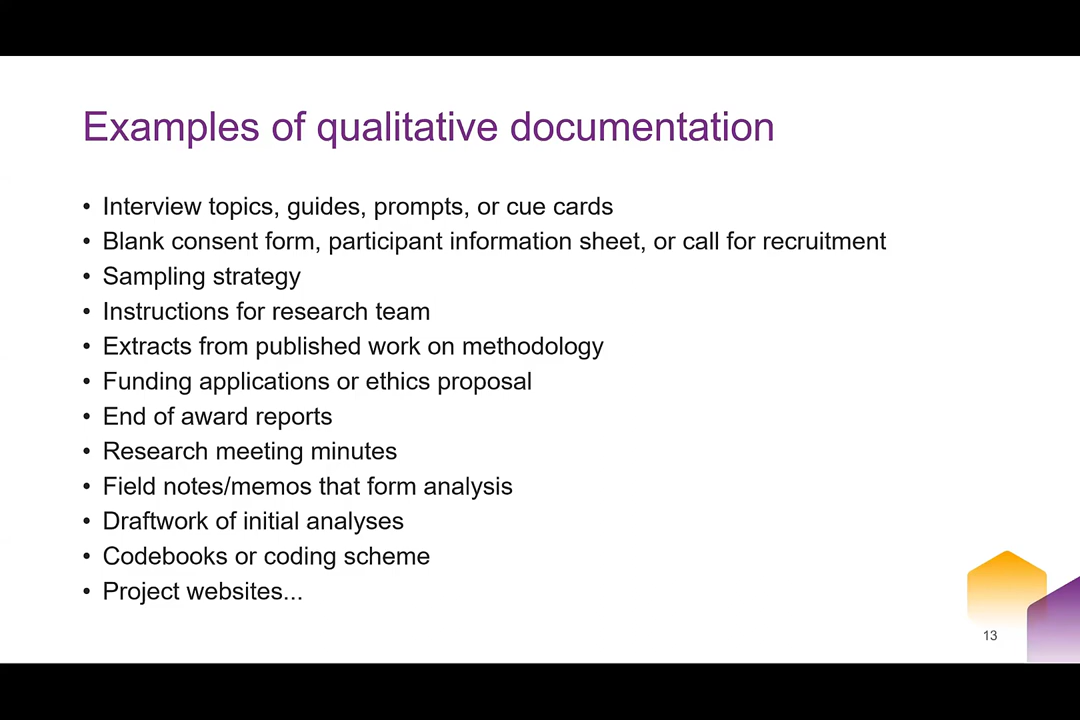 Examples of qualitative documentation
• Interview topics, guides, prompts, or cue cards
• Blank consent form, participant information sheet, or call for recruitment
• Sampling strategy
• Instructions for research team
• Extracts from published work on methodology
• Funding applications or ethics proposal
• End of award reports
• Research meeting minutes
• Field notes/memos that form analysis
• Draftwork of initial analyses
• Codebooks or coding scheme
• Project websites...
13